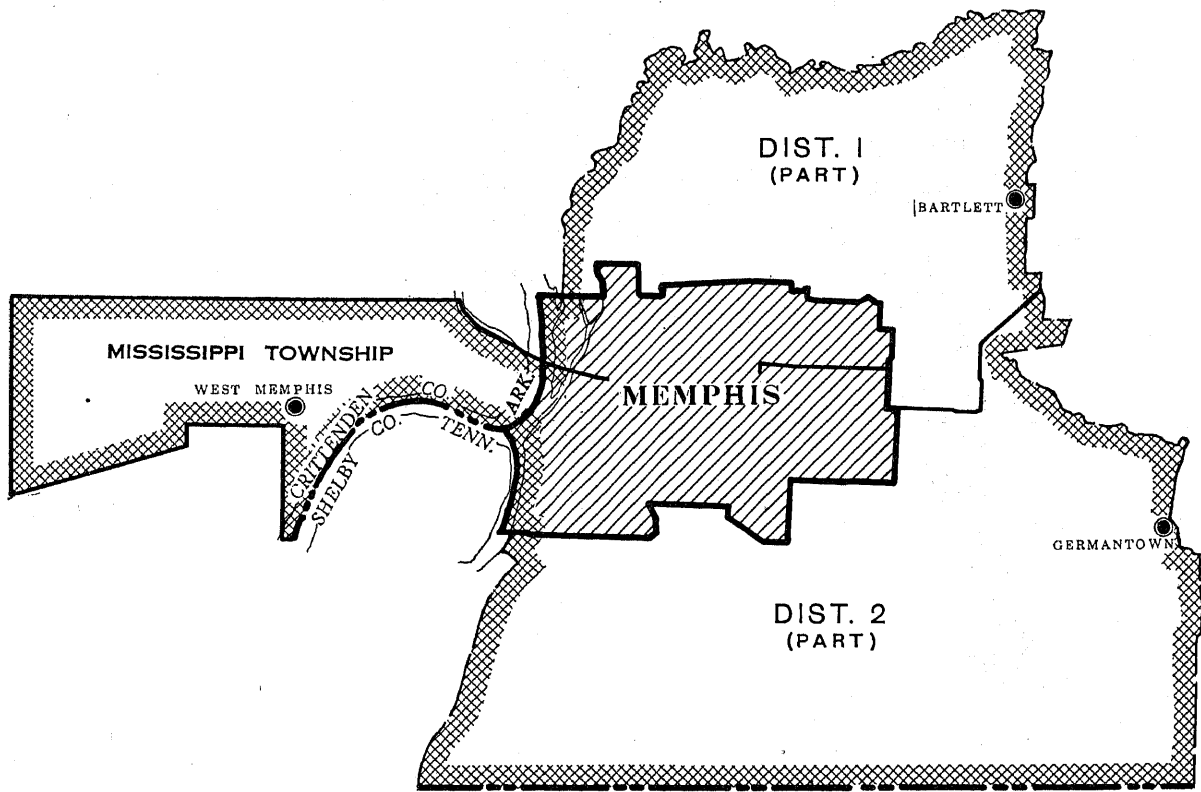 DIST. 1
(PART)
BARTLETT
MISSISSIPPI TOWNSHIP
WEST MEMPHIS
MEMPHIS
CRITTENDEN CO. ARK.
SHELBY CO. TENN.
GERMANTOWN
DIST. 2
(PART)